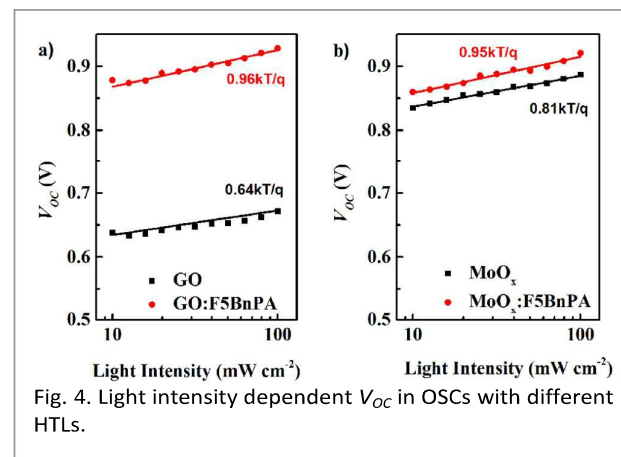 a)
0.96kT/q
0.64kT/q
GO
GO:F5BnPA
V_OC (V)
0.9
0.8
0.7
0.6
0.5
10
100
Light Intensity (mW cm⁻²)
b)
0.95kT/q
0.81kT/q
MoOₓ
MoOₓ:F5BnPA
V_OC (V)
0.9
0.8
0.7
0.6
0.5
10
100
Light Intensity (mW cm⁻²)
Fig. 4. Light intensity dependent V_OC in OSCs with different
HTLs.